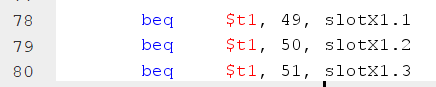 78 beq $t1, 49, slotX1.1
79 beq $t1, 50, slotX1.2
80 beq $t1, 51, slotX1.3